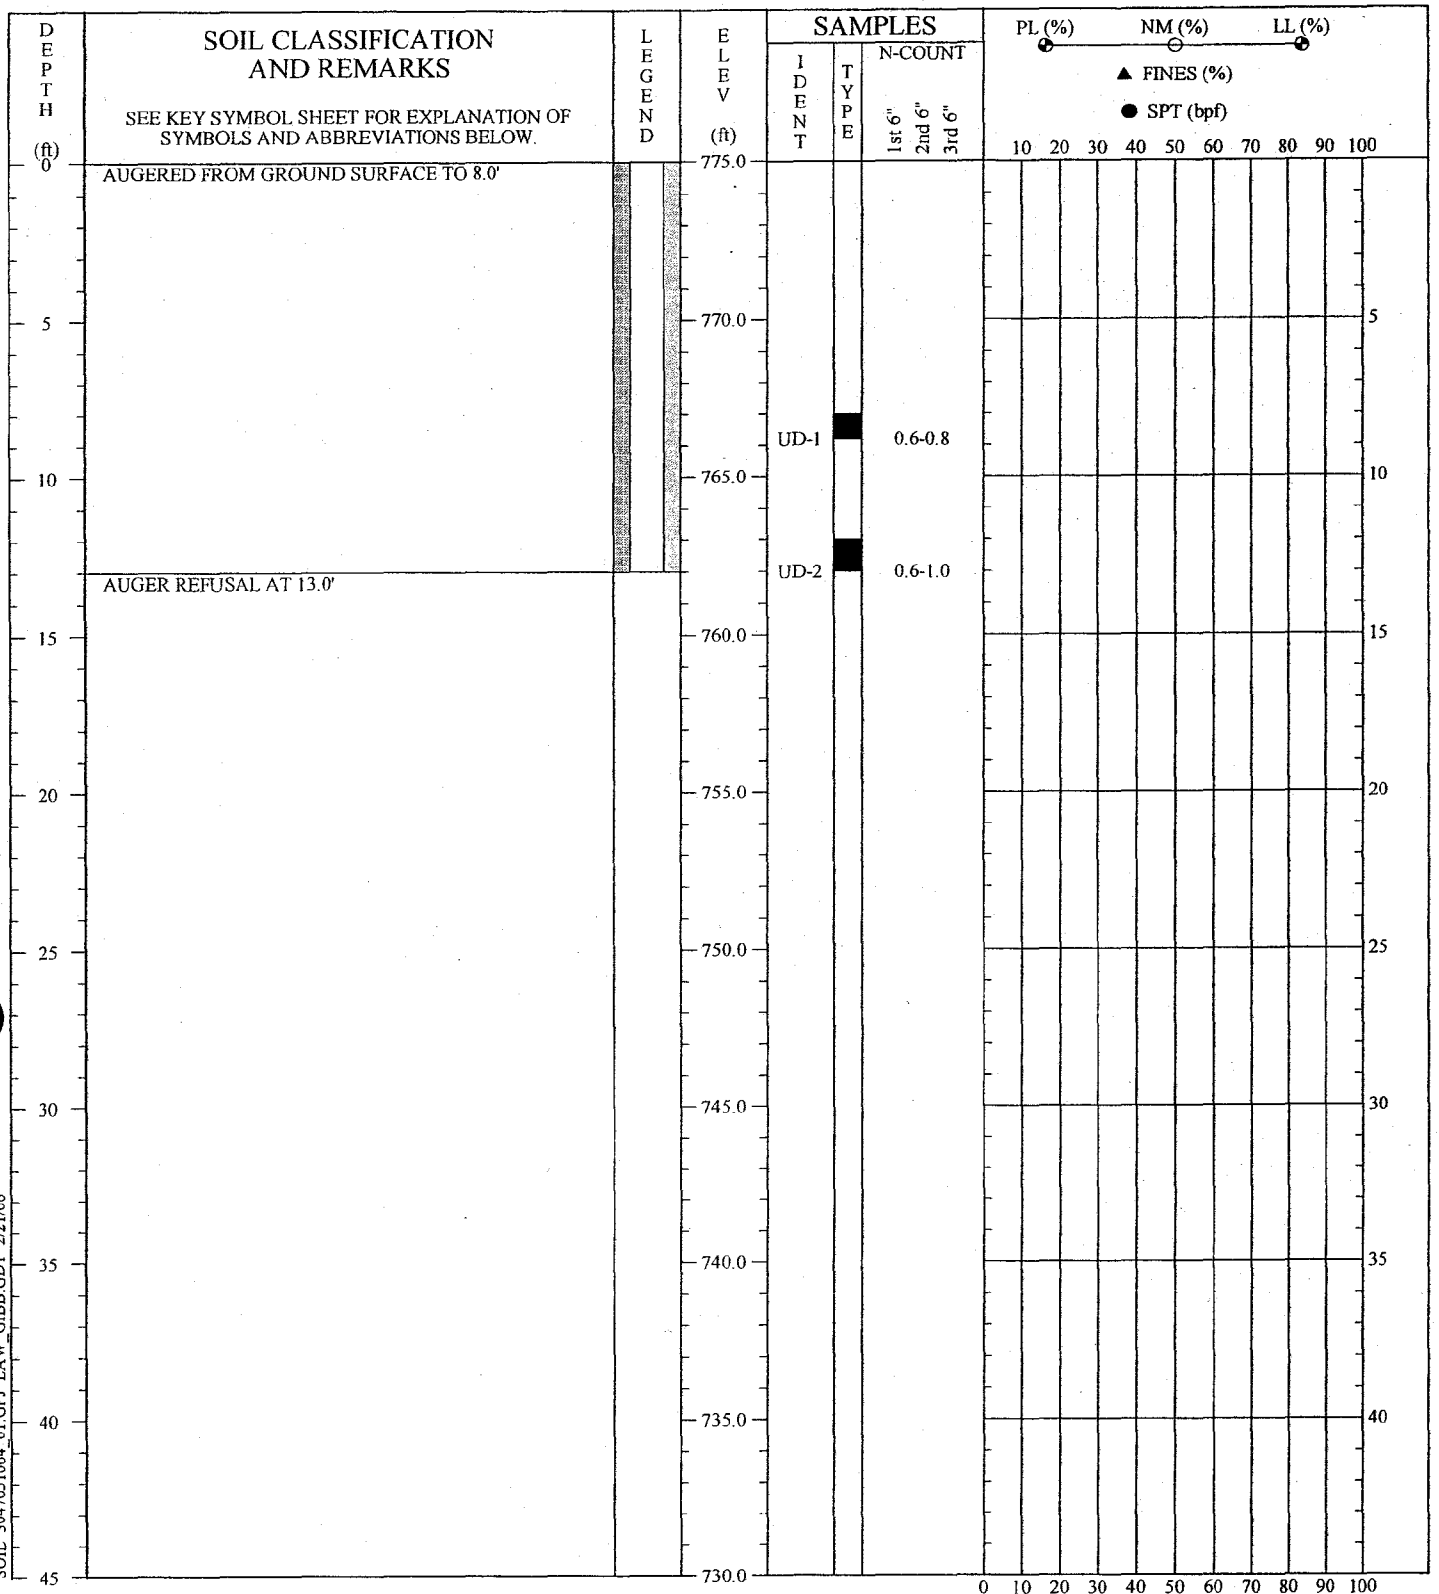 DEPTH (ft)
SOIL CLASSIFICATION
AND REMARKS
SEE KEY SYMBOL SHEET FOR EXPLANATION OF
SYMBOLS AND ABBREVIATIONS BELOW.
LEGEND
ELEV (ft)
SAMPLES
IDENT
TYPE
N-COUNT
1st 6"
2nd 6"
3rd 6"
PL (%) NM (%) LL (%)
▲ FINES (%)
● SPT (bpf)
10 20 30 40 50 60 70 80 90 100
0 AUGERED FROM GROUND SURFACE TO 8.0' 775.0
5 770.0 5
UD-1 0.6-0.8
10 765.0 10
UD-2 0.6-1.0
AUGER REFUSAL AT 13.0'
15 760.0 15
20 755.0 20
25 750.0 25
30 745.0 30
35 740.0 35
40 735.0 40
45 730.0
0 10 20 30 40 50 60 70 80 90 100